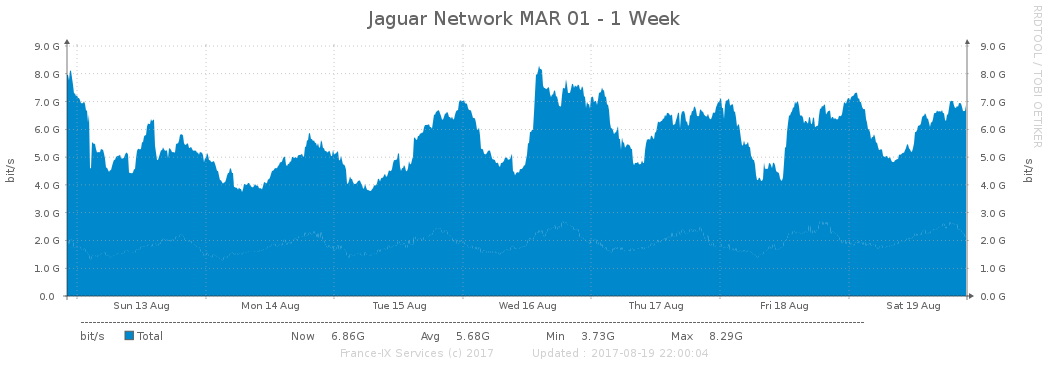 Jaguar Network MAR 01 - 1 Week
RRDTOOL / TOBI OETIKER
bit/s
9.0 G
8.0 G
7.0 G
6.0 G
5.0 G
4.0 G
3.0 G
2.0 G
1.0 G
0.0
9.0 G
8.0 G
7.0 G
6.0 G
5.0 G
4.0 G
3.0 G
2.0 G
1.0 G
0.0 G
bit/s
Sun 13 Aug Mon 14 Aug Tue 15 Aug Wed 16 Aug Thu 17 Aug Fri 18 Aug Sat 19 Aug
bit/s Total Now 6.86G Avg 5.68G Min 3.73G Max 8.29G
France-IX Services (c) 2017 Updated : 2017-08-19 22:00:04